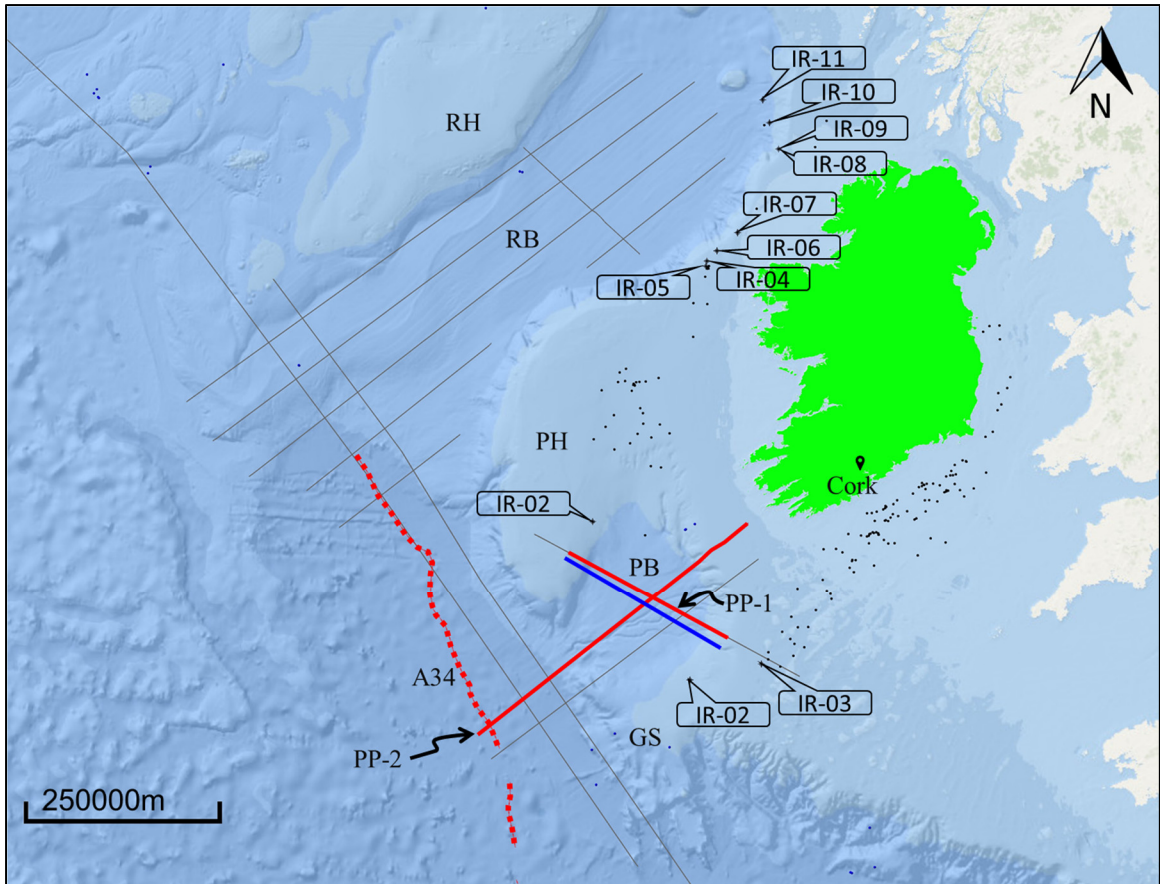 IR-11
IR-10
RH
N
IR-09
IR-08
IR-07
RB
IR-06
IR-05
IR-04
PH
Cork
IR-02
PB
PP-1
A34
IR-03
IR-02
GS
PP-2
250000m